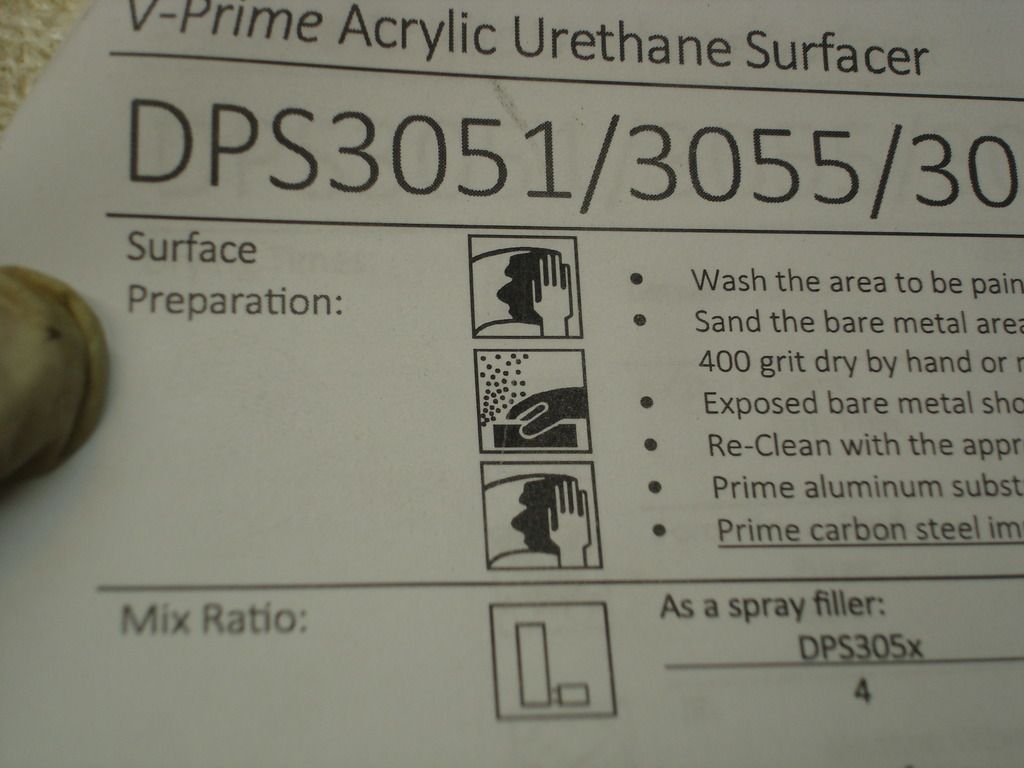 V-Prime Acrylic Urethane Surfacer
DPS3051/3055/30
Surface
Preparation:
• Wash the area to be pain
• Sand the bare metal area
400 grit dry by hand or
• Exposed bare metal sho
• Re-Clean with the appr
• Prime aluminum subst
• Prime carbon steel im
Mix Ratio:
As a spray filler:
DPS305x
4